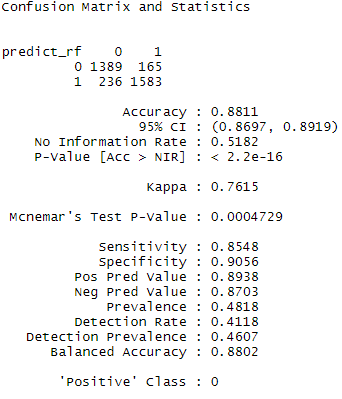 Confusion Matrix and Statistics
predict_rf 0 1
0 1389 165
1 236 1583
Accuracy : 0.8811
95% CI : (0.8697, 0.8919)
No Information Rate : 0.5182
P-Value [Acc > NIR] : < 2.2e-16
Kappa : 0.7615
Mcnemar's Test P-Value : 0.0004729
Sensitivity : 0.8548
Specificity : 0.9056
Pos Pred Value : 0.8938
Neg Pred Value : 0.8703
Prevalence : 0.4818
Detection Rate : 0.4118
Detection Prevalence : 0.4607
Balanced Accuracy : 0.8802
'Positive' Class : 0